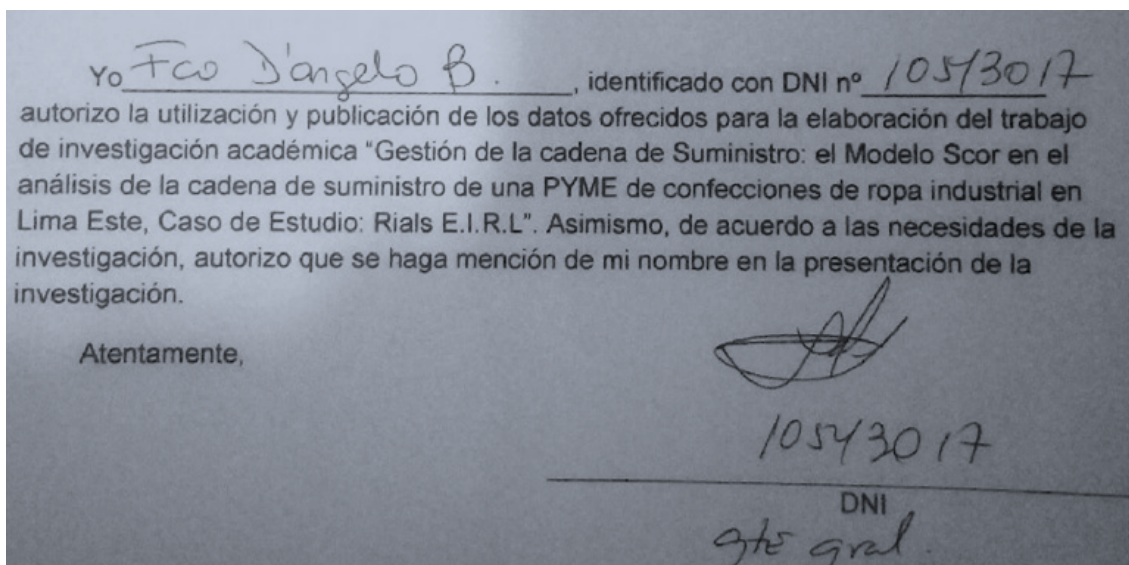 Yo Fco D'angelo B. , identificado con DNI nº 10543017
autorizo la utilización y publicación de los datos ofrecidos para la elaboración del trabajo
de investigación académica "Gestión de la cadena de Suministro: el Modelo Scor en el
análisis de la cadena de suministro de una PYME de confecciones de ropa industrial en
Lima Este, Caso de Estudio: Rials E.I.R.L". Asimismo, de acuerdo a las necesidades de la
investigación, autorizo que se haga mención de mi nombre en la presentación de la
investigación.
Atentamente,
10543017
DNI
gte gral.